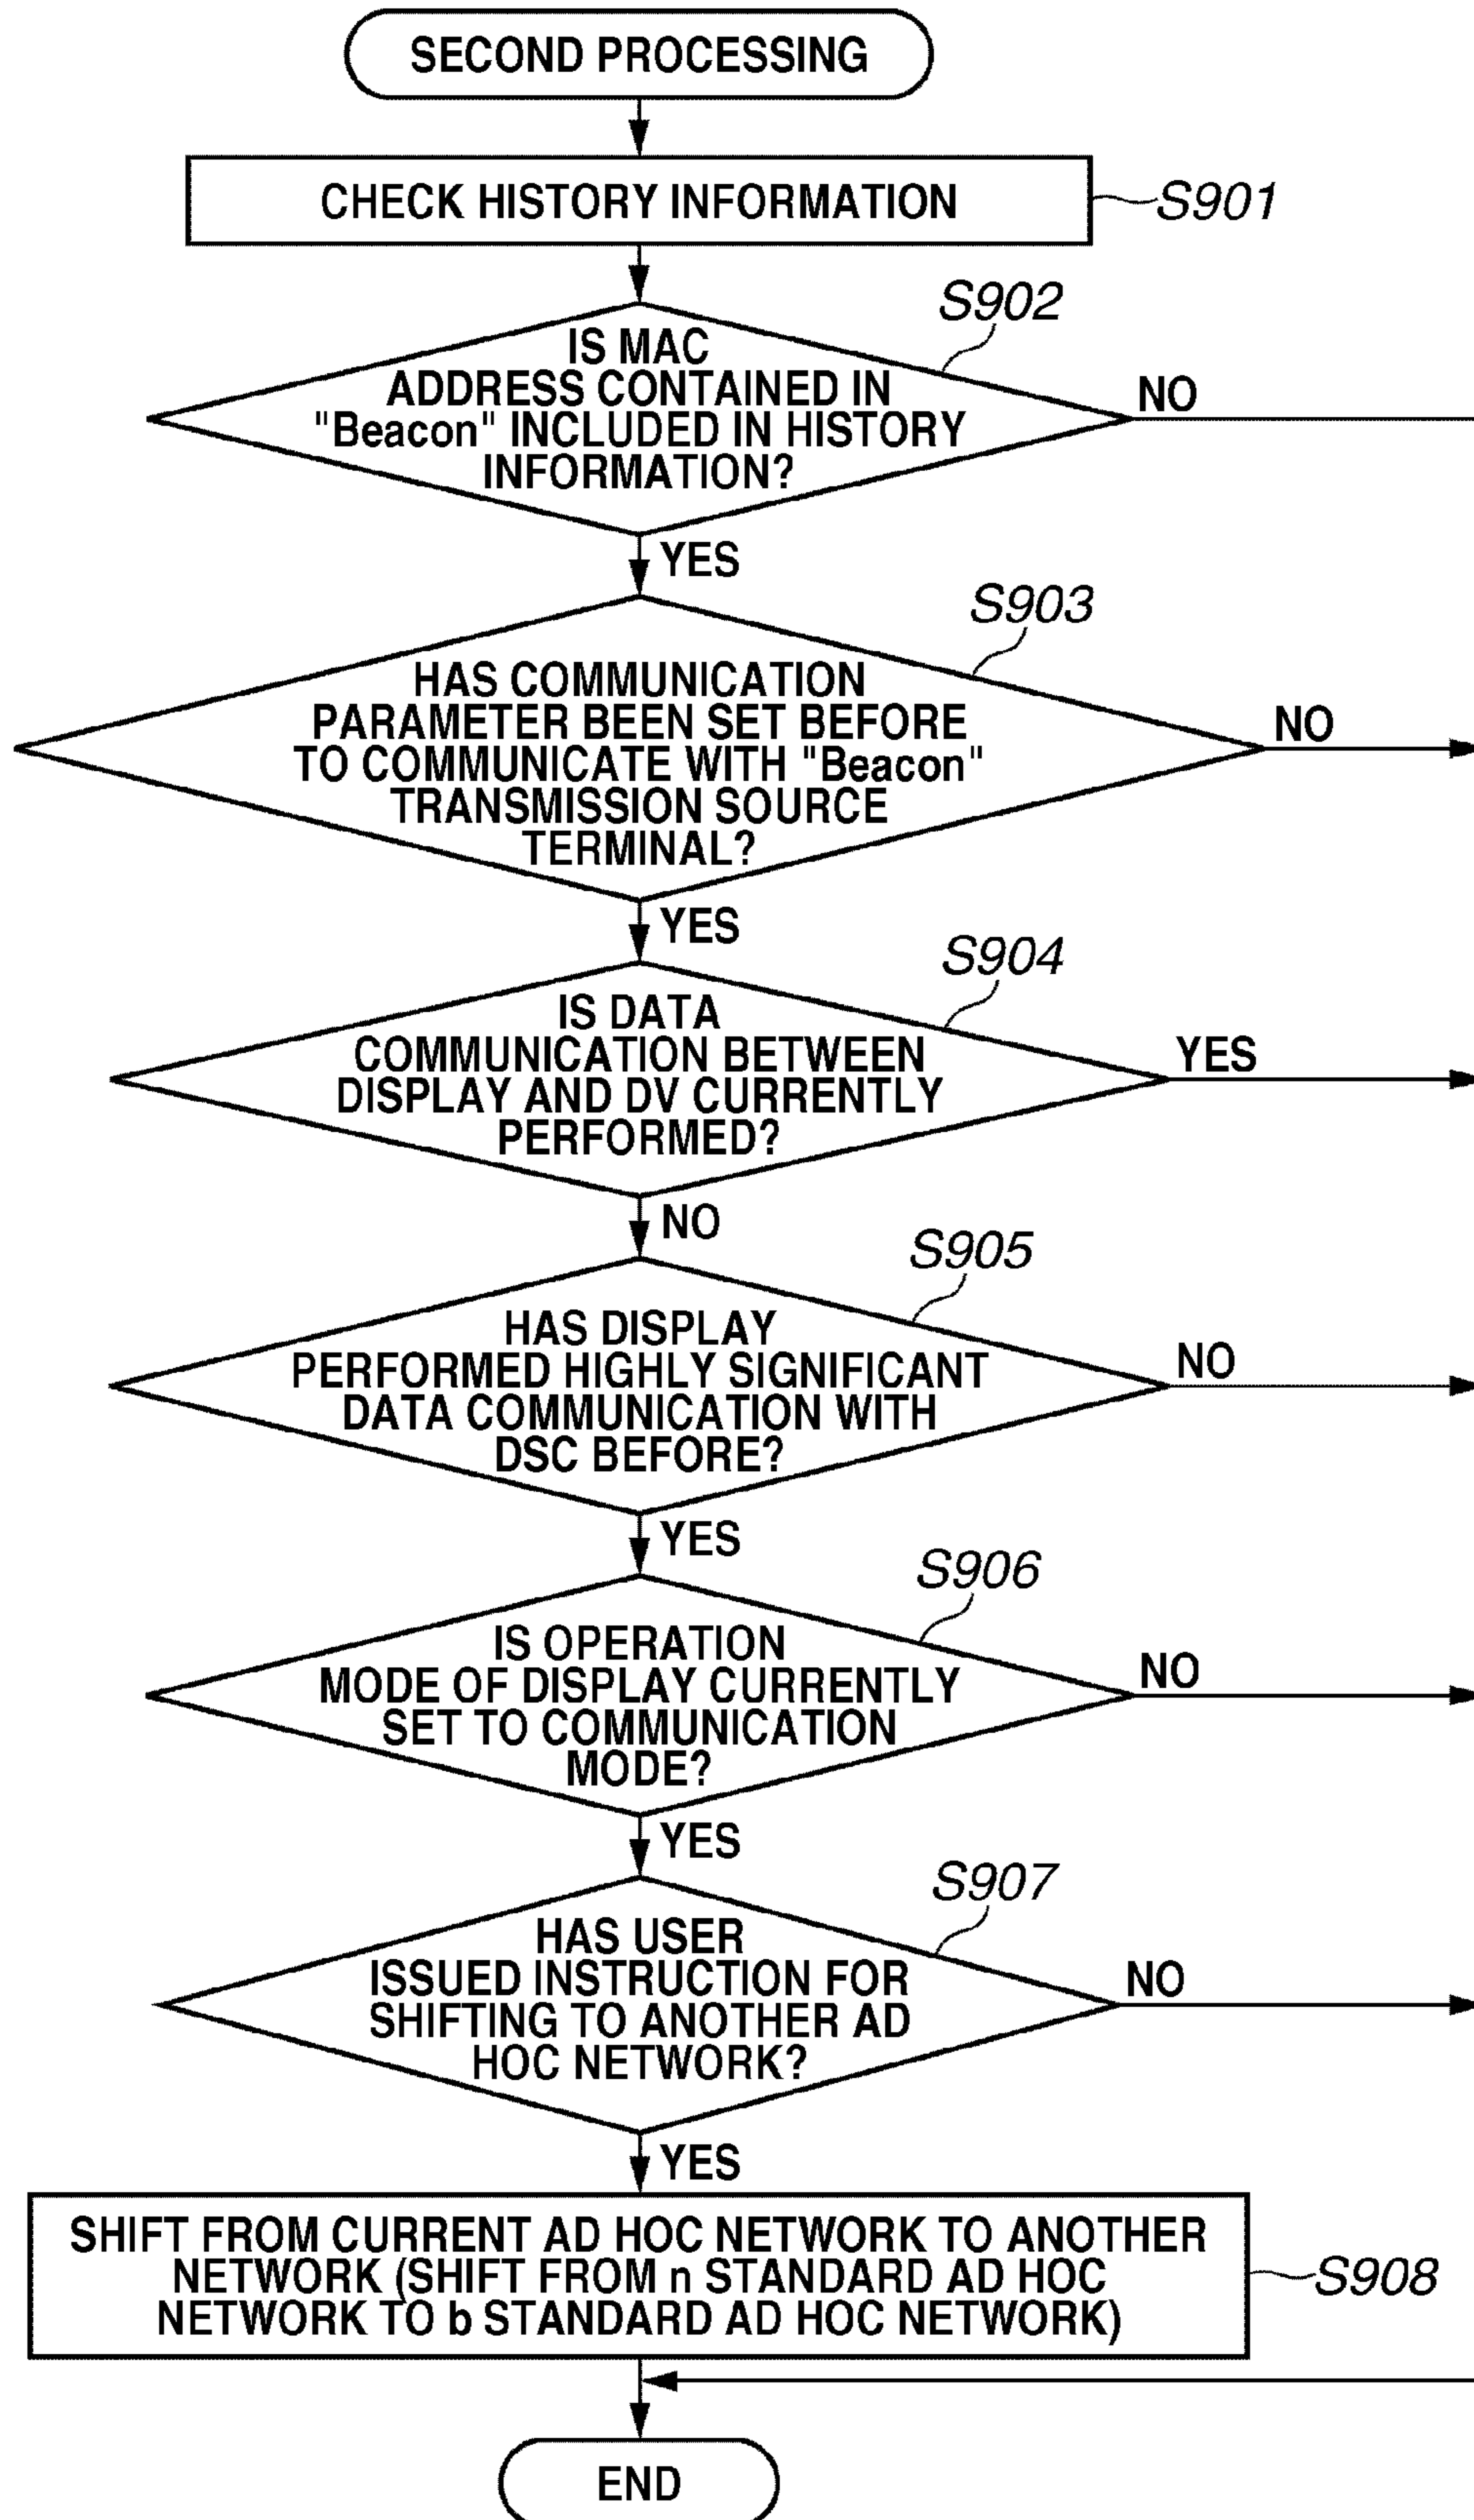 SECOND PROCESSING
CHECK HISTORY INFORMATION
S901
S902
IS MAC
ADDRESS CONTAINED IN
"Beacon" INCLUDED IN HISTORY
INFORMATION?
NO
YES
S903
HAS COMMUNICATION
PARAMETER BEEN SET BEFORE
TO COMMUNICATE WITH "Beacon"
TRANSMISSION SOURCE
TERMINAL?
NO
YES
S904
IS DATA
COMMUNICATION BETWEEN
DISPLAY AND DV CURRENTLY
PERFORMED?
YES
NO
S905
HAS DISPLAY
PERFORMED HIGHLY SIGNIFICANT
DATA COMMUNICATION WITH
DSC BEFORE?
NO
YES
S906
IS OPERATION
MODE OF DISPLAY CURRENTLY
SET TO COMMUNICATION
MODE?
NO
YES
S907
HAS USER
ISSUED INSTRUCTION FOR
SHIFTING TO ANOTHER AD
HOC NETWORK?
NO
YES
SHIFT FROM CURRENT AD HOC NETWORK TO ANOTHER
NETWORK (SHIFT FROM n STANDARD AD HOC
NETWORK TO b STANDARD AD HOC NETWORK)
S908
END